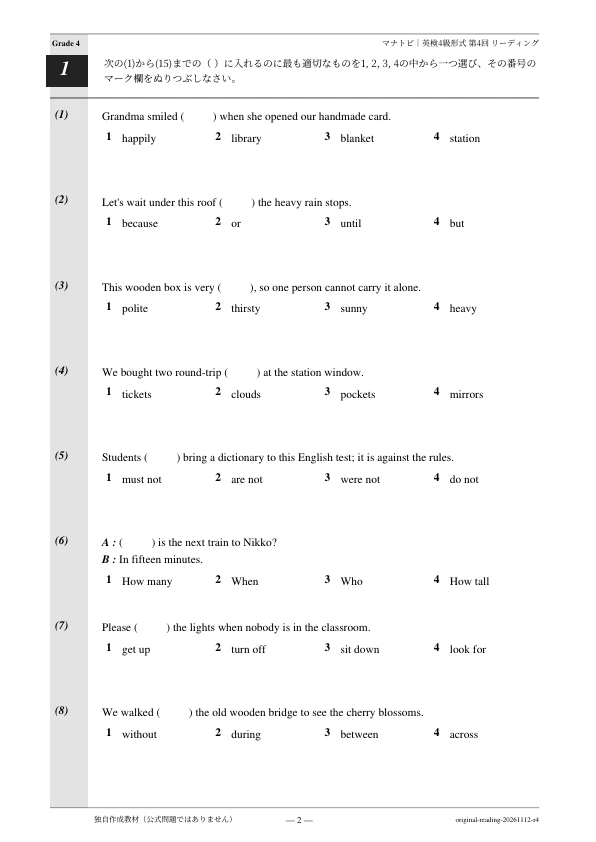 Grade 4
マナトビ｜英検4級形式 第4回 リーディング
1
次の(1)から(15)までの（ ）に入れるのに最も適切なものを1, 2, 3, 4の中から一つ選び、その番号の
マーク欄をぬりつぶしなさい。
(1) Grandma smiled ( ) when she opened our handmade card.
1 happily 2 library 3 blanket 4 station
(2) Let's wait under this roof ( ) the heavy rain stops.
1 because 2 or 3 until 4 but
(3) This wooden box is very ( ), so one person cannot carry it alone.
1 polite 2 thirsty 3 sunny 4 heavy
(4) We bought two round-trip ( ) at the station window.
1 tickets 2 clouds 3 pockets 4 mirrors
(5) Students ( ) bring a dictionary to this English test; it is against the rules.
1 must not 2 are not 3 were not 4 do not
(6) A : ( ) is the next train to Nikko?
B : In fifteen minutes.
1 How many 2 When 3 Who 4 How tall
(7) Please ( ) the lights when nobody is in the classroom.
1 get up 2 turn off 3 sit down 4 look for
(8) We walked ( ) the old wooden bridge to see the cherry blossoms.
1 without 2 during 3 between 4 across
独自作成教材（公式問題ではありません）
— 2 —
original-reading-20261112-r4